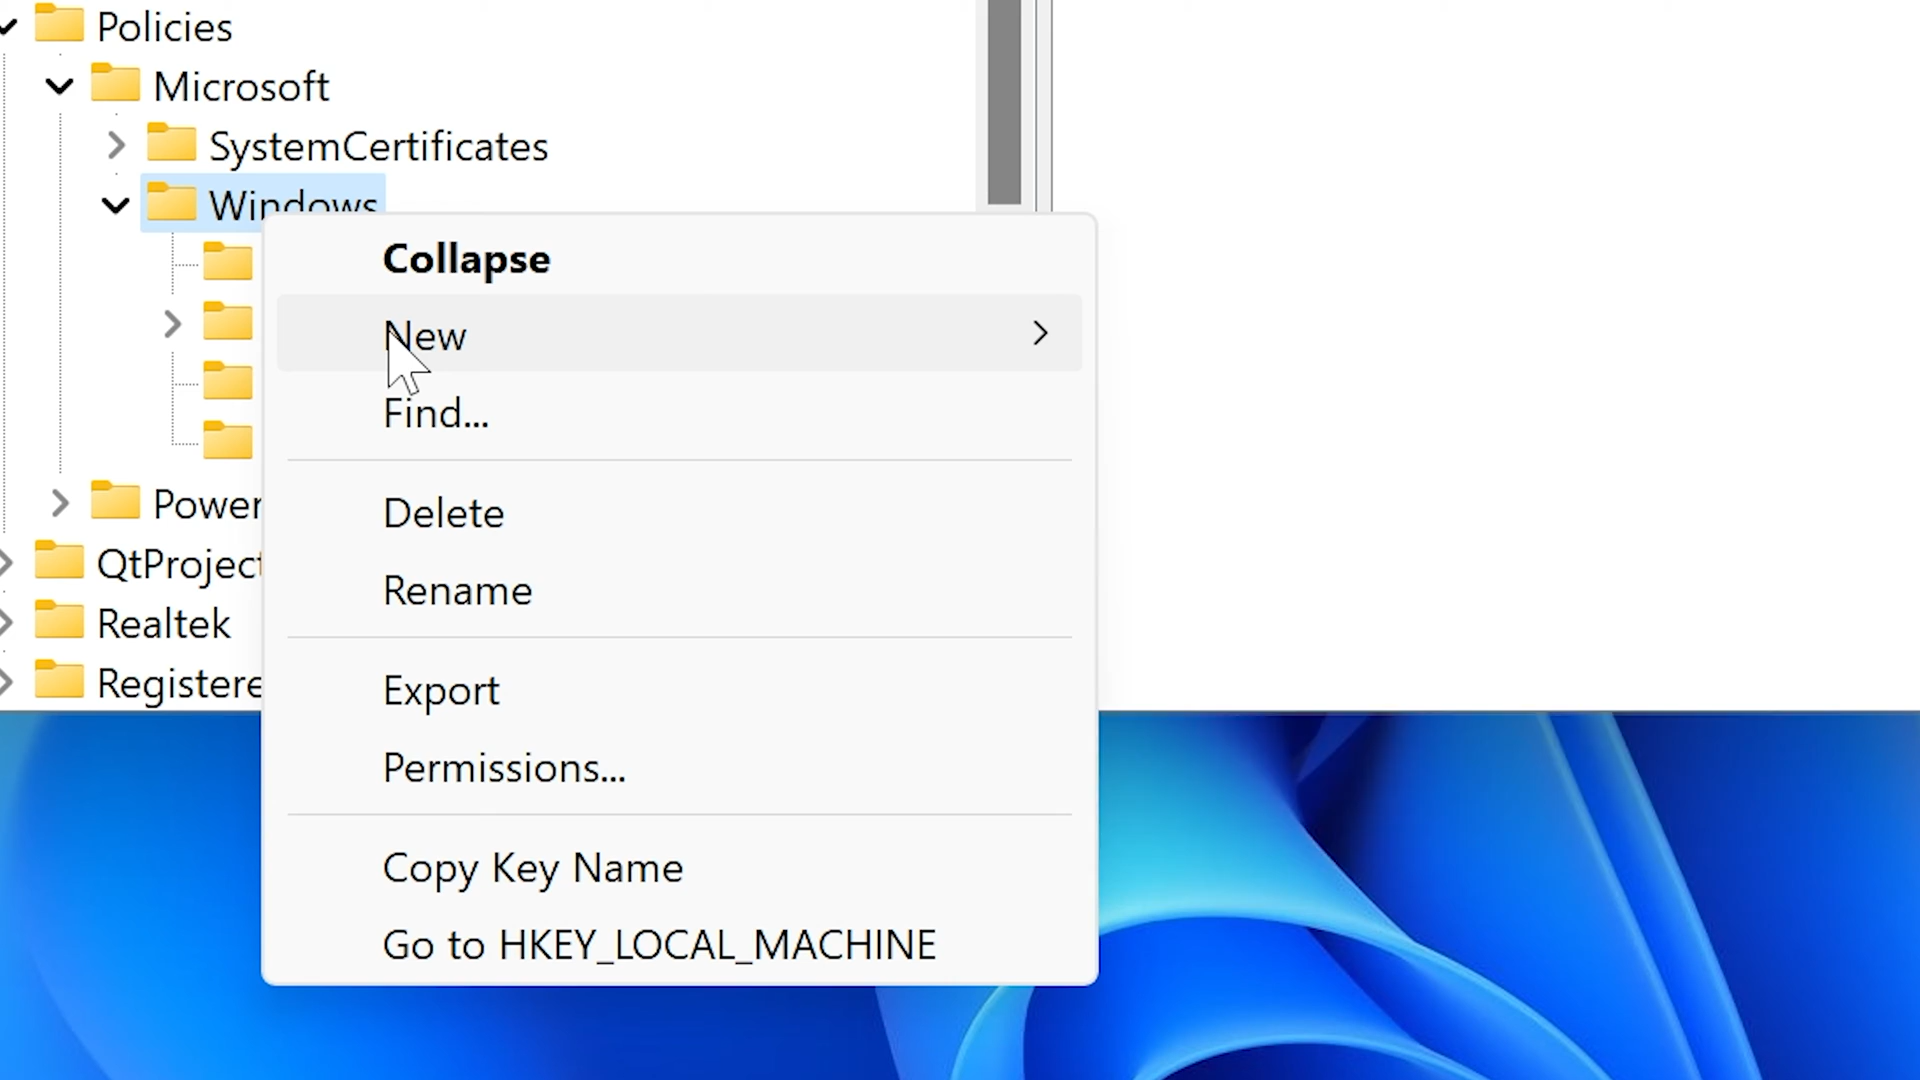 Policies
Microsoft
SystemCertificates
Windows
Collapse
New
Find...
Delete
Rename
Export
Permissions...
Copy Key Name
Go to HKEY_LOCAL_MACHINE
Power
QtProject
Realtek
Registere